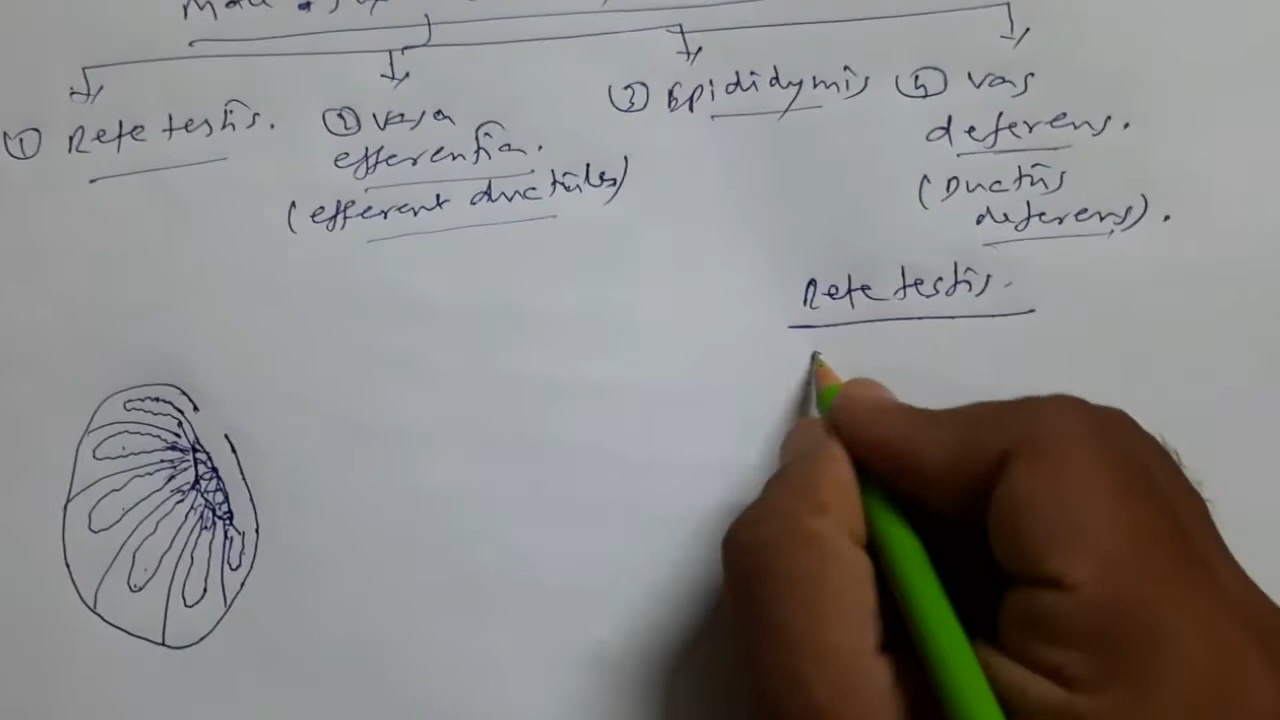 ① Rete testis.
② vasa
efferentia.
(efferent ductules)
③ Epididymis
④ vas
deferens.
(Ductus
deferens).
Rete testis.